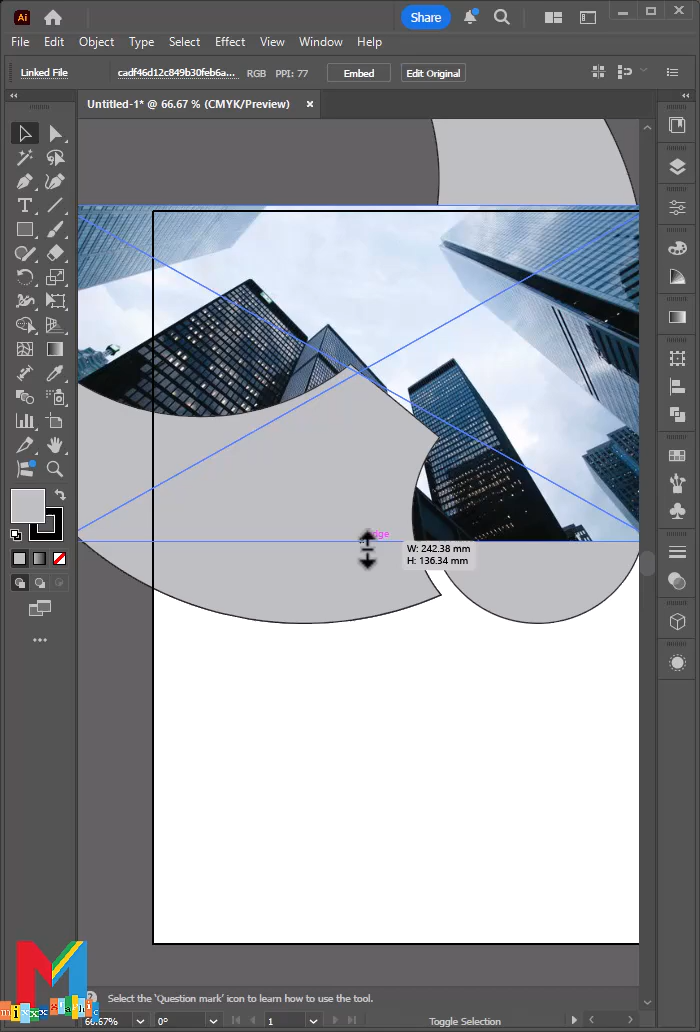 Ai
Share
File Edit Object Type Select Effect View Window Help
Linked File cadf46d12c849b30feb6a... RGB PPI: 77 Embed Edit Original
Untitled-1* @ 66.67 % (CMYK/Preview) ×
W: 242.38 mm
H: 136.34 mm
M
Select the 'Question mark' icon to learn how to use the tool.
66.67% 0° 1 Toggle Selection